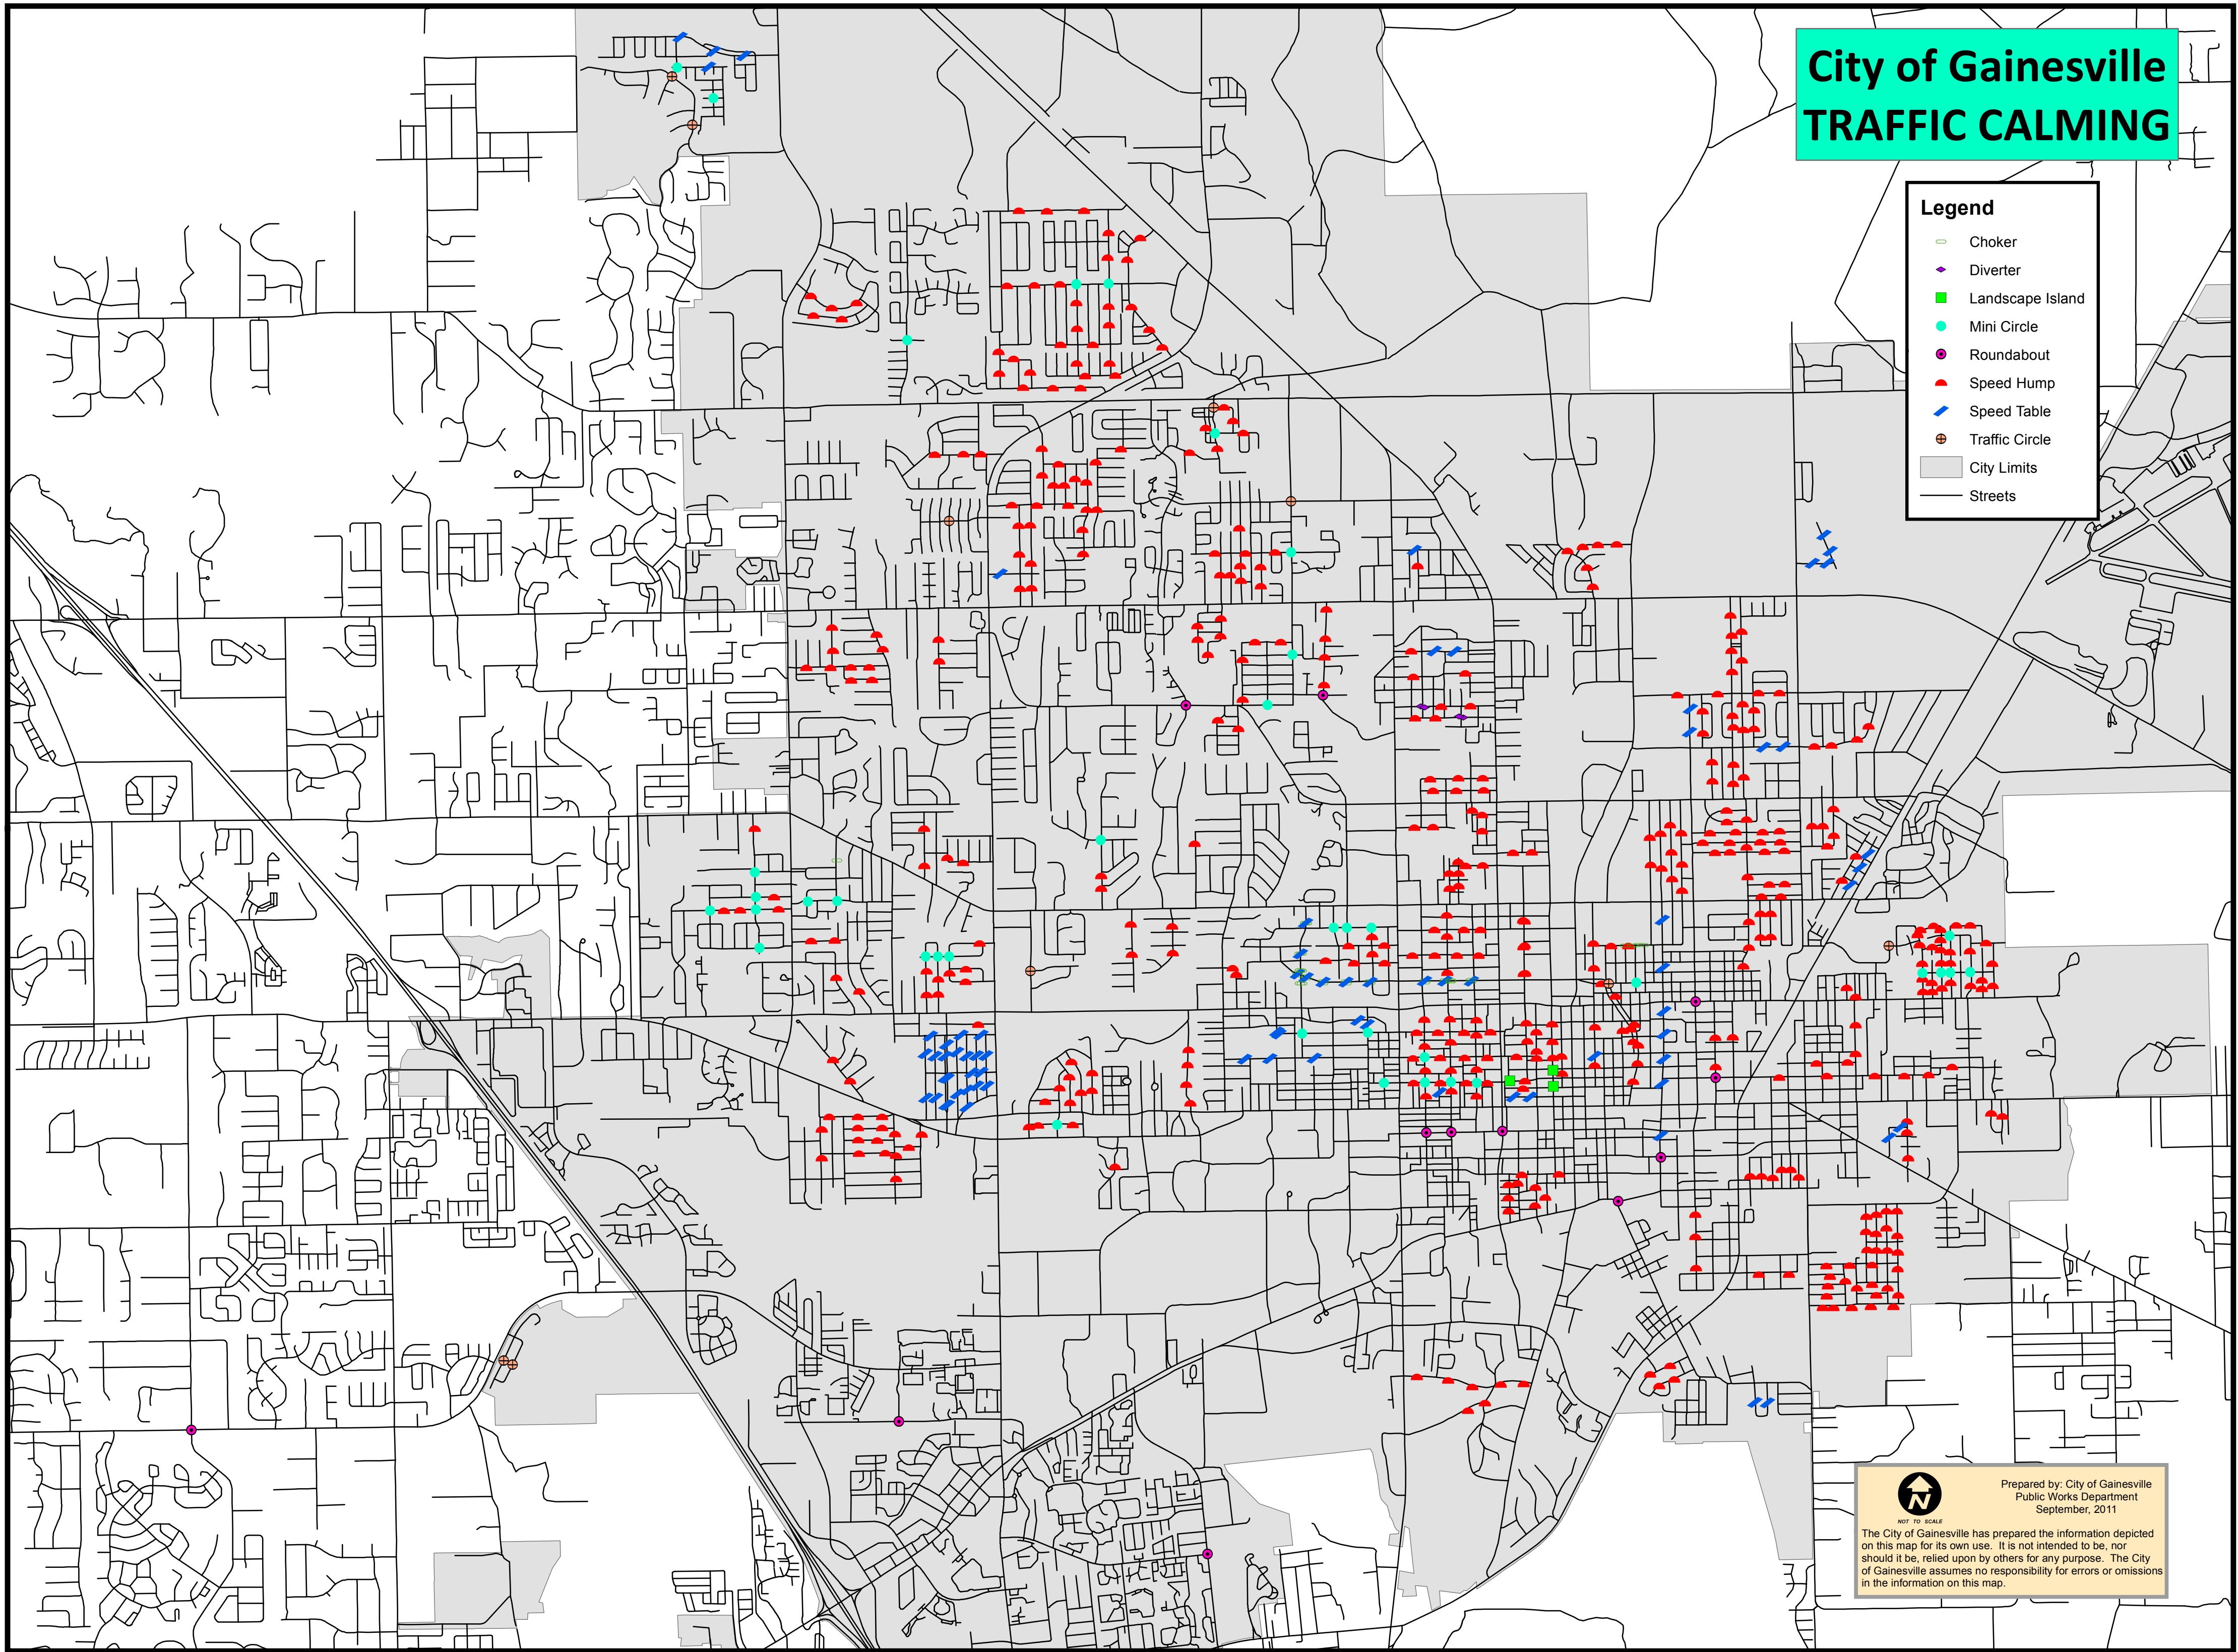 City of Gainesville
TRAFFIC CALMING
Legend
Choker
Diverter
Landscape Island
Mini Circle
Roundabout
Speed Hump
Speed Table
Traffic Circle
City Limits
Streets
N
NOT TO SCALE
Prepared by: City of Gainesville
Public Works Department
September, 2011
The City of Gainesville has prepared the information depicted
on this map for its own use. It is not intended to be, nor
should it be, relied upon by others for any purpose. The City
of Gainesville assumes no responsibility for errors or omissions
in the information on this map.